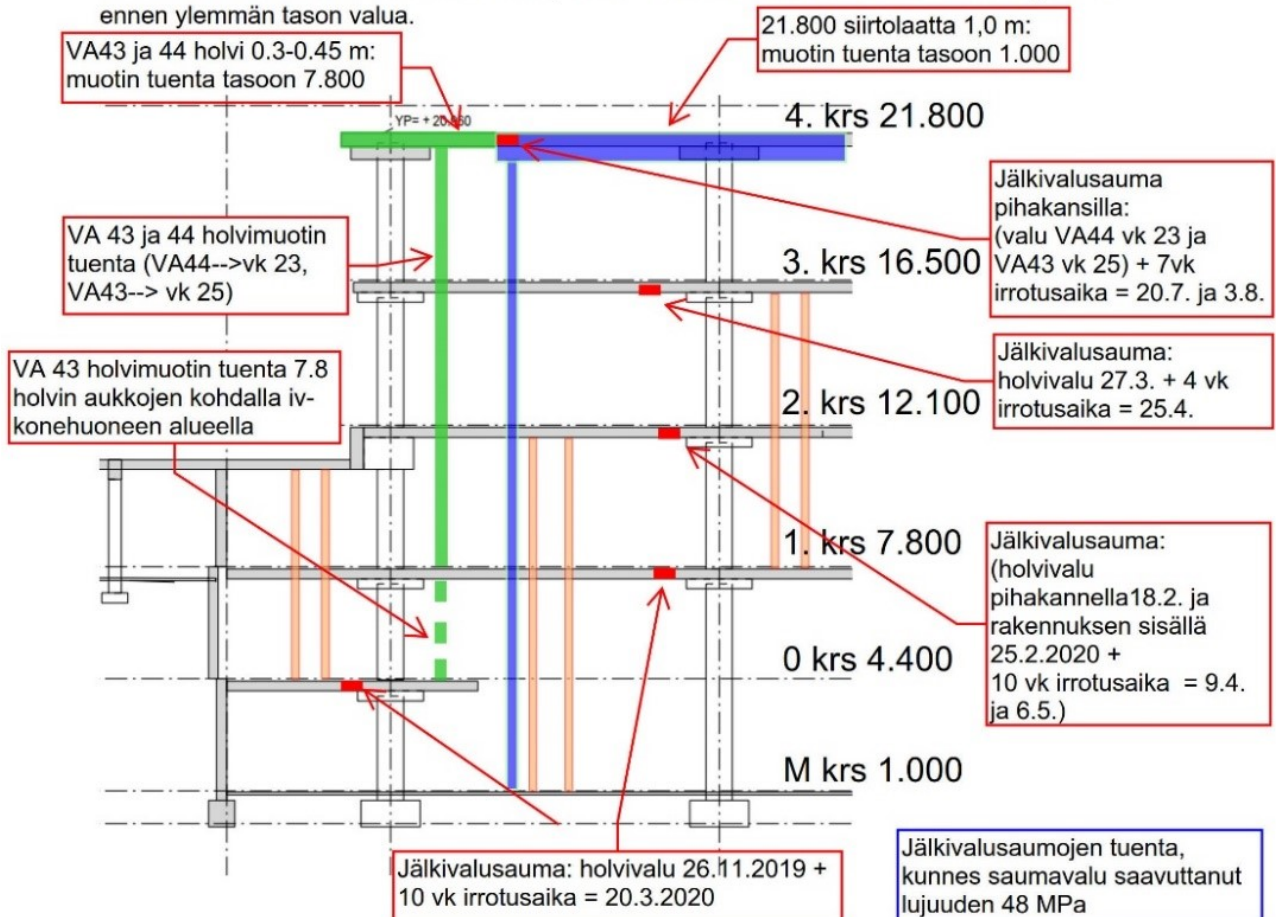 ennen ylemmän tason valua.
VA43 ja 44 holvi 0.3-0.45 m:
muotin tuenta tasoon 7.800
21.800 siirtolaatta 1,0 m:
muotin tuenta tasoon 1.000
4. krs 21.800
Jälkivalusauma
pihakansilla:
(valu VA44 vk 23 ja
VA43 vk 25) + 7vk
irrotusaika = 20.7. ja 3.8.
VA 43 ja 44 holvimuotin
tuenta (VA44-->vk 23,
VA43--> vk 25)
3. krs 16.500
Jälkivalusauma:
holvivalu 27.3. + 4 vk
irrotusaika = 25.4.
VA 43 holvimuotin tuenta 7.8
holvin aukkojen kohdalla iv-
konehuoneen alueella
2. krs 12.100
1. krs 7.800
Jälkivalusauma:
(holvivalu
pihakannella18.2. ja
rakennuksen sisällä
25.2.2020 +
10 vk irrotusaika = 9.4.
ja 6.5.)
0 krs 4.400
M krs 1.000
Jälkivalusauma: holvivalu 26.11.2019 +
10 vk irrotusaika = 20.3.2020
Jälkivalusaumojen tuenta,
kunnes saumavalu saavuttanut
lujuuden 48 MPa